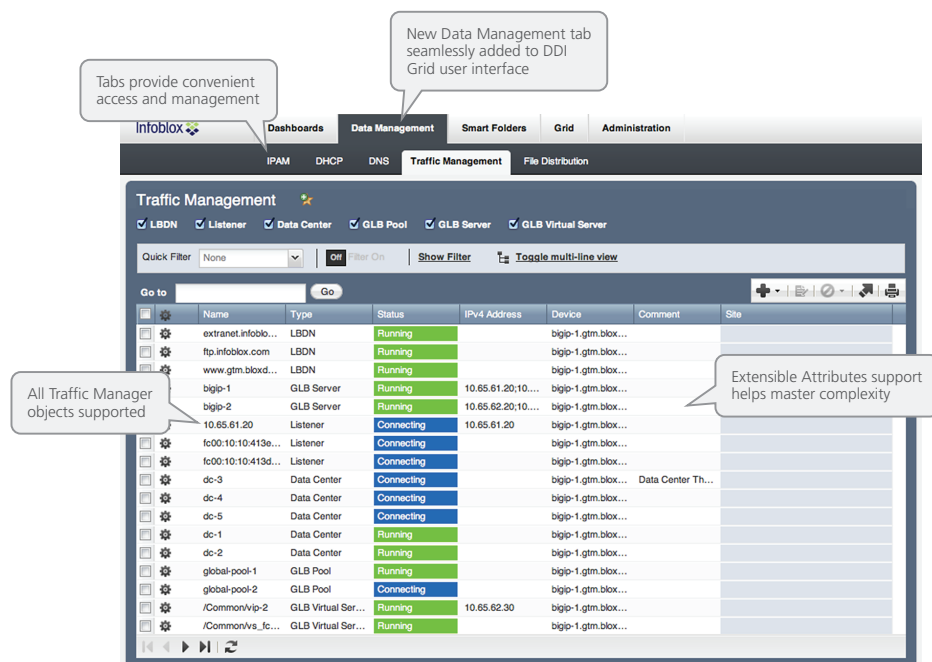 New Data Management tab
seamlessly added to DDI
Grid user interface
Tabs provide convenient
access and management
Infoblox
Dashboards Data Management Smart Folders Grid Administration
IPAM DHCP DNS Traffic Management File Distribution
Traffic Management
LBDN Listener Data Center GLB Pool GLB Server GLB Virtual Server
Quick Filter None Off Filter On Show Filter Toggle multi-line view
Go to Go
Name Type Status IPv4 Address Device Comment Site
extranet.infoblo... LBDN Running bigip-1.gtm.blox...
ftp.infoblox.com LBDN Running bigip-1.gtm.blox...
www.gtm.bloxd... LBDN Running bigip-1.gtm.blox...
bigip-1 GLB Server Running 10.65.61.20;10.... bigip-1.gtm.blox...
bigip-2 GLB Server Running 10.65.62.20;10.... bigip-1.gtm.blox...
10.65.61.20 Listener Connecting 10.65.61.20 bigip-1.gtm.blox...
fc00:10:10:413e... Listener Connecting bigip-1.gtm.blox...
fc00:10:10:413d... Listener Connecting bigip-1.gtm.blox...
dc-3 Data Center Connecting bigip-1.gtm.blox... Data Center Th...
dc-4 Data Center Connecting bigip-1.gtm.blox...
dc-5 Data Center Connecting bigip-1.gtm.blox...
dc-1 Data Center Running bigip-1.gtm.blox...
dc-2 Data Center Running bigip-1.gtm.blox...
global-pool-1 GLB Pool Running bigip-1.gtm.blox...
global-pool-2 GLB Pool Connecting bigip-1.gtm.blox...
/Common/vip-2 GLB Virtual Ser... Running 10.65.62.30 bigip-1.gtm.blox...
/Common/vs_fc... GLB Virtual Ser... Running bigip-1.gtm.blox...
All Traffic Manager
objects supported
Extensible Attributes support
helps master complexity